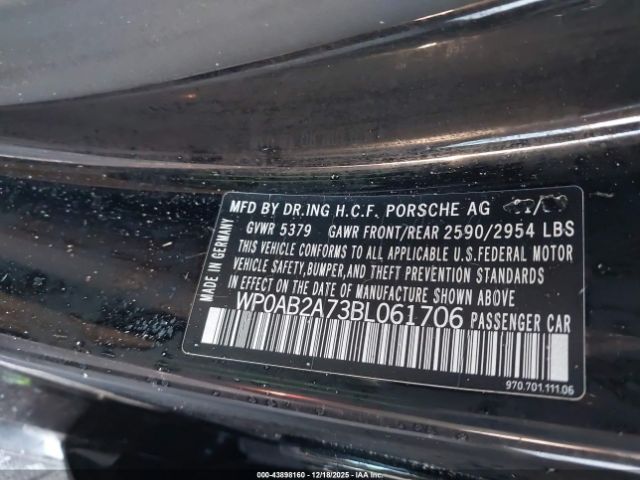 MADE IN GERMANY
MFD BY DR.ING H.C.F. PORSCHE AG
GVWR 5379 GAWR FRONT/REAR 2590/2954 LBS
THIS VEHICLE CONFORMS TO ALL APPLICABLE U.S.FEDERAL MOTOR
VEHICLE SAFETY,BUMPER,AND THEFT PREVENTION STANDARDS
IN EFFECT ON THE DATE OF MANUFACTURE SHOWN ABOVE.
WP0AB2A73BL061706 PASSENGER CAR
970.701.111.06
000-43898160 | 12/18/2025 | IAAI.com